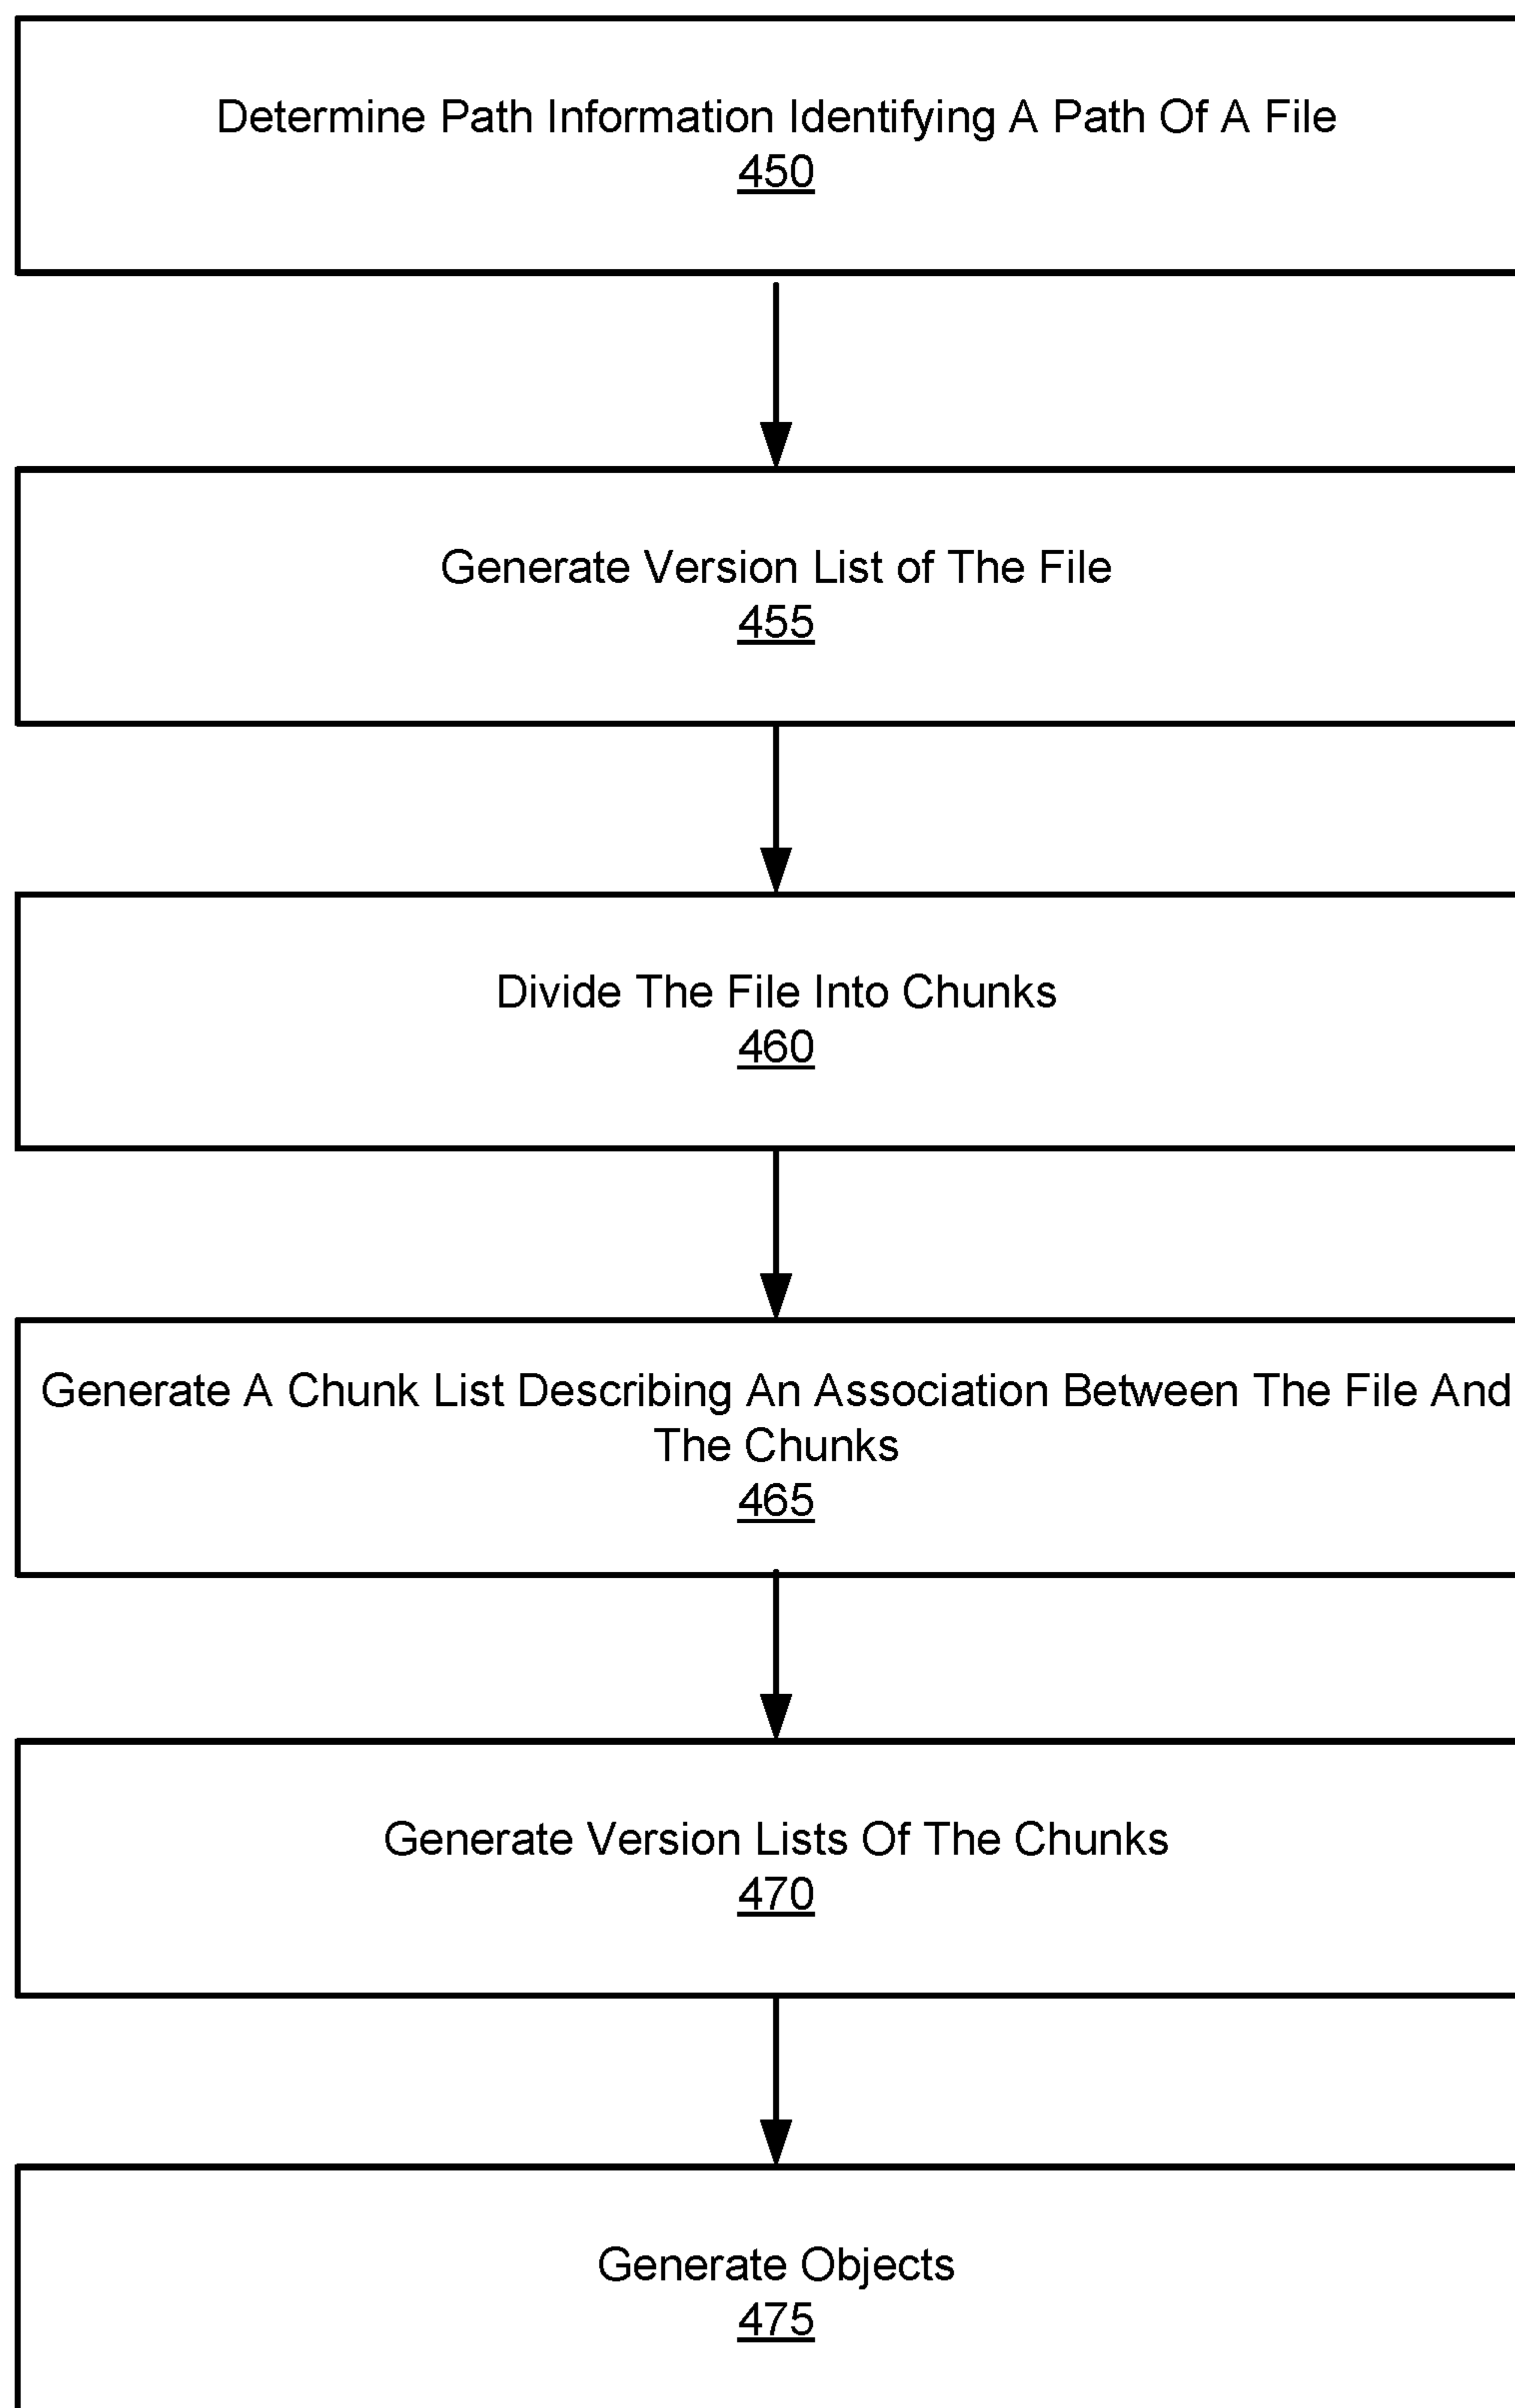 Determine Path Information Identifying A Path Of A File
450
Generate Version List of The File
455
Divide The File Into Chunks
460
Generate A Chunk List Describing An Association Between The File And
The Chunks
465
Generate Version Lists Of The Chunks
470
Generate Objects
475